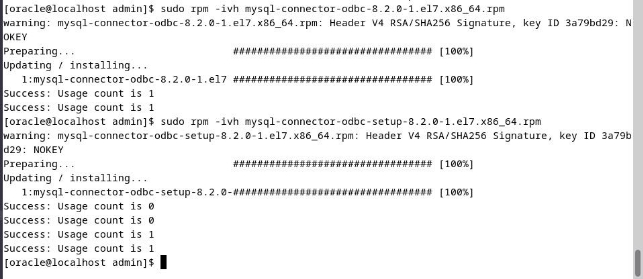 [oracle@localhost admin]$ sudo rpm -ivh mysql-connector-odbc-8.2.0-1.el7.x86_64.rpm
warning: mysql-connector-odbc-8.2.0-1.el7.x86_64.rpm: Header V4 RSA/SHA256 Signature, key ID 3a79bd29: N
OKEY
Preparing...                          ################################# [100%]
Updating / installing...
   1:mysql-connector-odbc-8.2.0-1.el7 ################################# [100%]
Success: Usage count is 1
Success: Usage count is 1
[oracle@localhost admin]$ sudo rpm -ivh mysql-connector-odbc-setup-8.2.0-1.el7.x86_64.rpm
warning: mysql-connector-odbc-setup-8.2.0-1.el7.x86_64.rpm: Header V4 RSA/SHA256 Signature, key ID 3a79b
d29: NOKEY
Preparing...                          ################################# [100%]
Updating / installing...
   1:mysql-connector-odbc-setup-8.2.0-################################# [100%]
Success: Usage count is 0
Success: Usage count is 0
Success: Usage count is 1
Success: Usage count is 1
[oracle@localhost admin]$